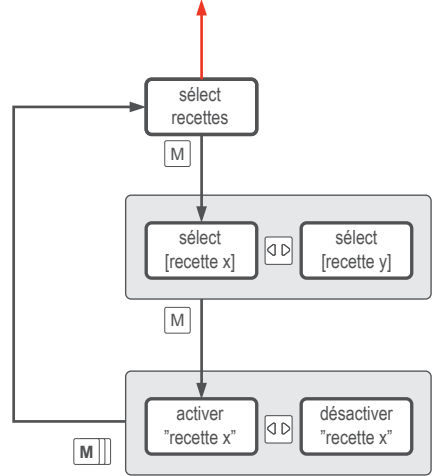 sélect
recettes
M
sélect
[recette x]
sélect
[recette y]
M
activer
”recette x”
désactiver
”recette x”
M